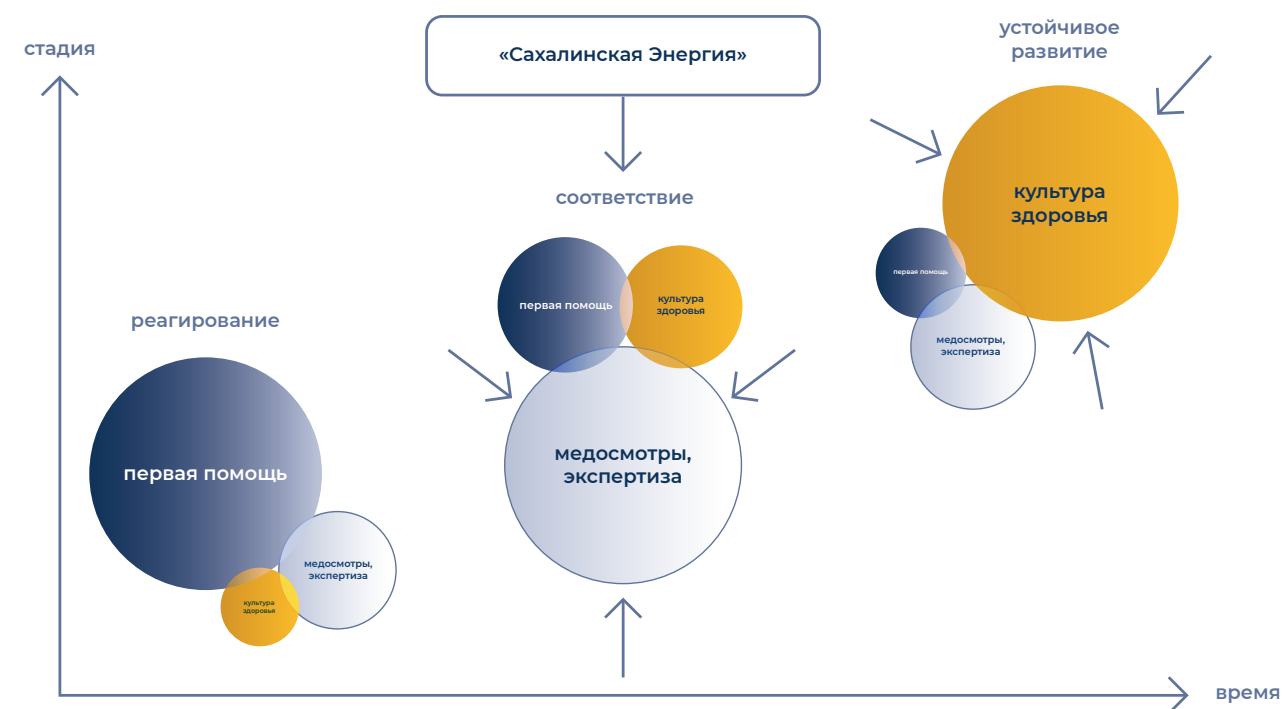 стадия
«Сахалинская Энергия»
устойчивое
развитие
соответствие
реагирование
первая помощь
медосмотры,
экспертиза
культура
здоровья
первая помощь
культура
здоровья
медосмотры,
экспертиза
культура
здоровья
первая помощь
медосмотры,
экспертиза
время